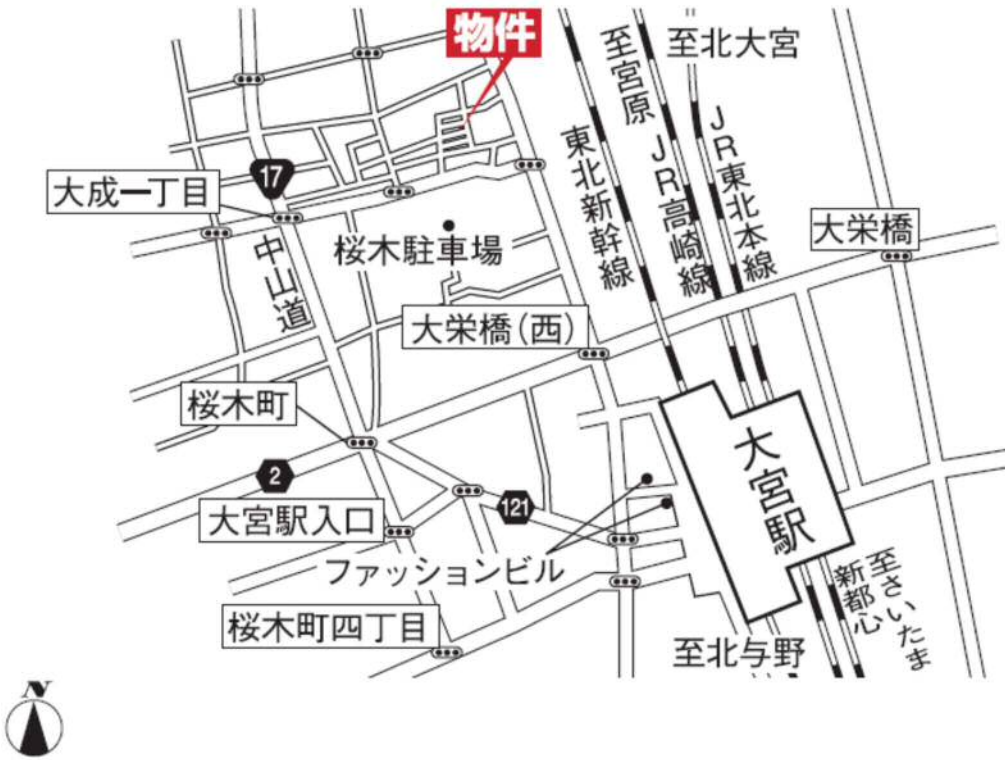 物件
至北大宮
至宮原
JR高崎線
JR東北本線
東北新幹線
17
大成一丁目
中山道
桜木駐車場
大栄橋
大栄橋(西)
桜木町
2
大宮駅入口
121
大宮駅
ファッションビル
桜木町四丁目
至北与野
至さいたま
新都心
N